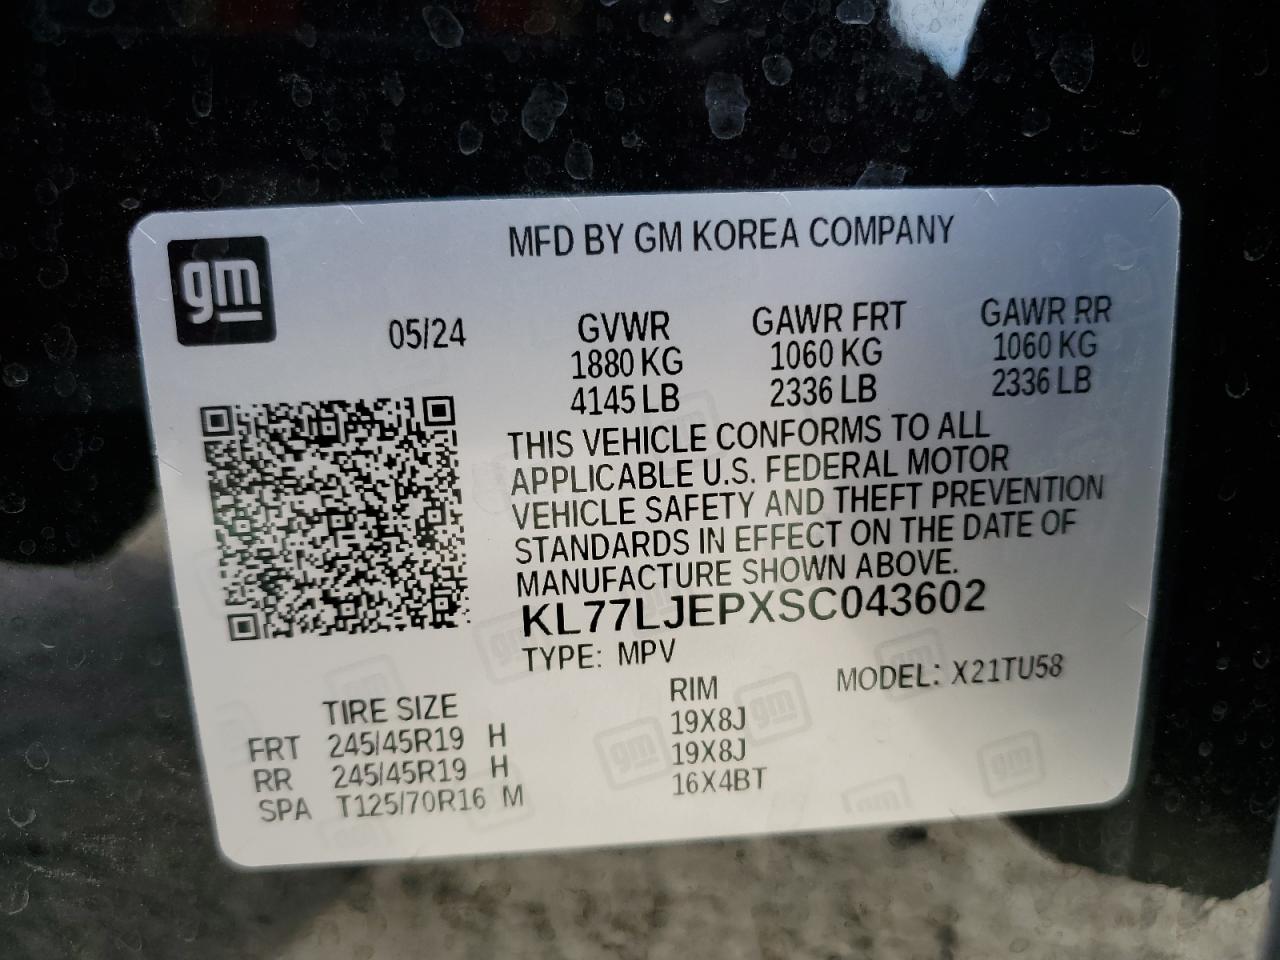 gm
MFD BY GM KOREA COMPANY
05/24
GVWR GAWR FRT GAWR RR
1880 KG 1060 KG 1060 KG
4145 LB 2336 LB 2336 LB
THIS VEHICLE CONFORMS TO ALL
APPLICABLE U.S. FEDERAL MOTOR
VEHICLE SAFETY AND THEFT PREVENTION
STANDARDS IN EFFECT ON THE DATE OF
MANUFACTURE SHOWN ABOVE.
KL77LJEPXSC043602
TYPE: MPV MODEL: X21TU58
TIRE SIZE RIM
FRT 245/45R19 H 19X8J
RR 245/45R19 H 19X8J
SPA T125/70R16 M 16X4BT